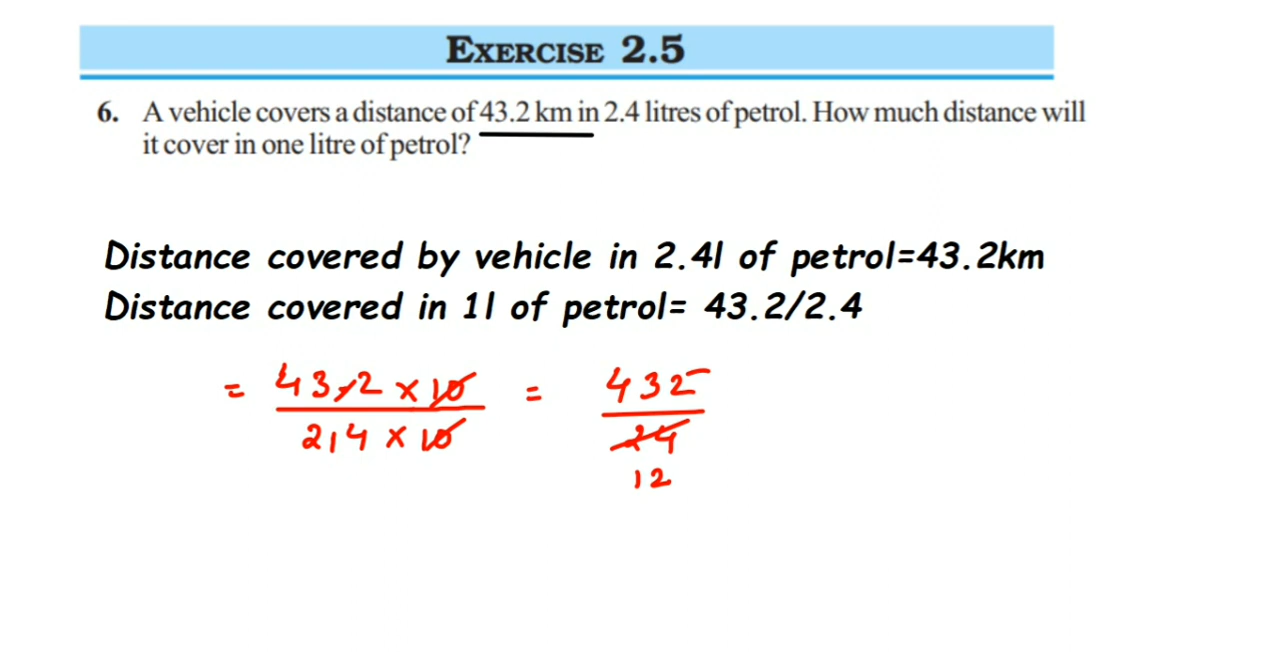 EXERCISE 2.5
6. A vehicle covers a distance of 43.2 km in 2.4 litres of petrol. How much distance will
it cover in one litre of petrol?
Distance covered by vehicle in 2.4l of petrol=43.2km
Distance covered in 1l of petrol= 43.2/2.4
= 43.2 × 10 = 432
2.4 × 10 24
12